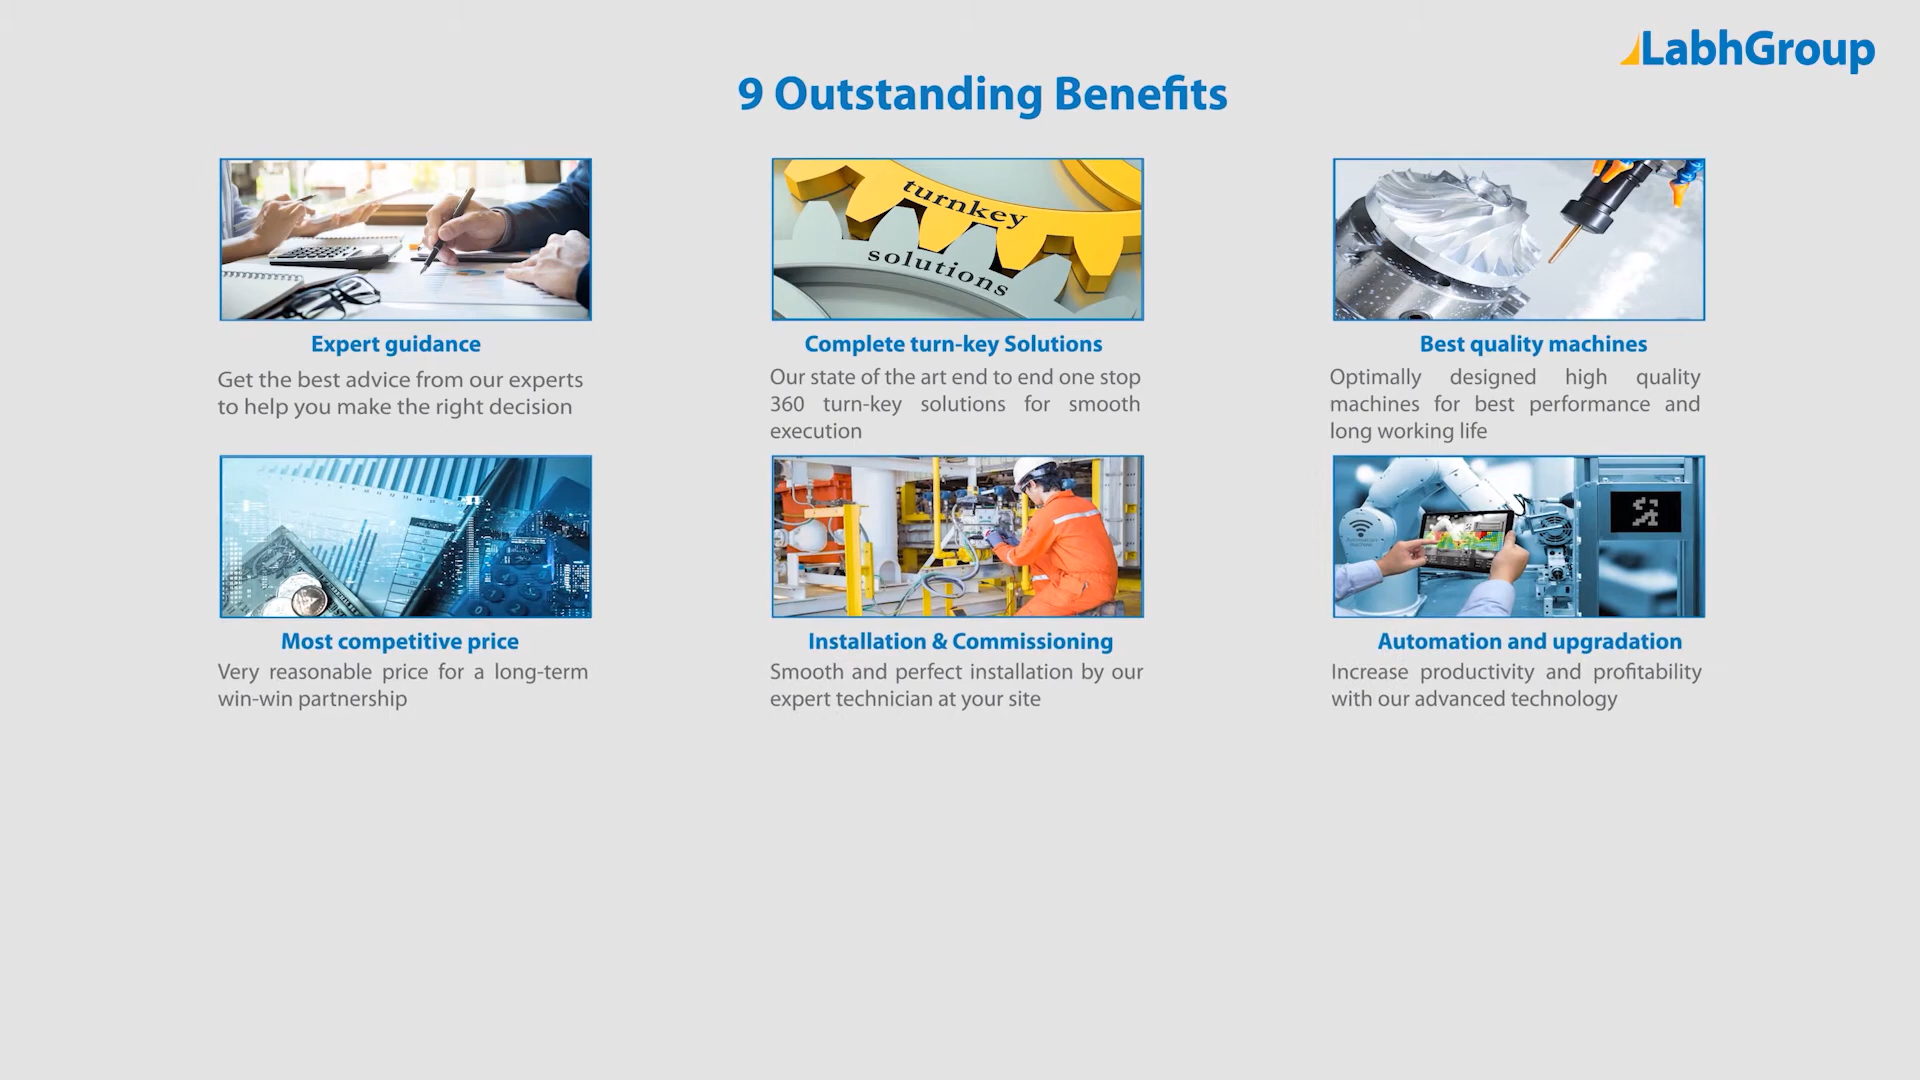 LabhGroup
9 Outstanding Benefits
turnkey
solutions
Expert guidance
Get the best advice from our experts
to help you make the right decision
Complete turn-key Solutions
Our state of the art end to end one stop
360 turn-key solutions for smooth
execution
Best quality machines
Optimally designed high quality
machines for best performance and
long working life
Most competitive price
Very reasonable price for a long-term
win-win partnership
Installation & Commissioning
Smooth and perfect installation by our
expert technician at your site
Automation and upgradation
Increase productivity and profitability
with our advanced technology